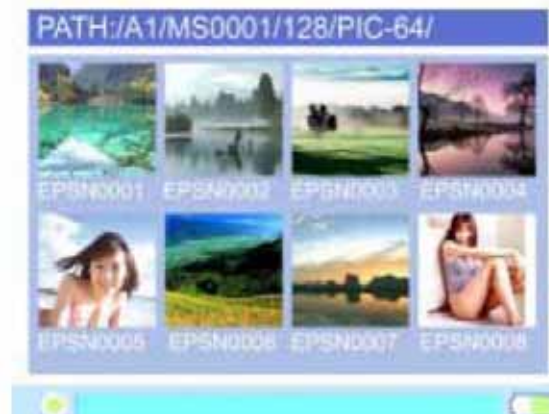 PATH:/A1/MS0001/128/PIC-64/
EPSN0001 EPSN0002 EPSN0003 EPSN0004
EPSN0005 EPSN0006 EPSN0007 EPSN0008